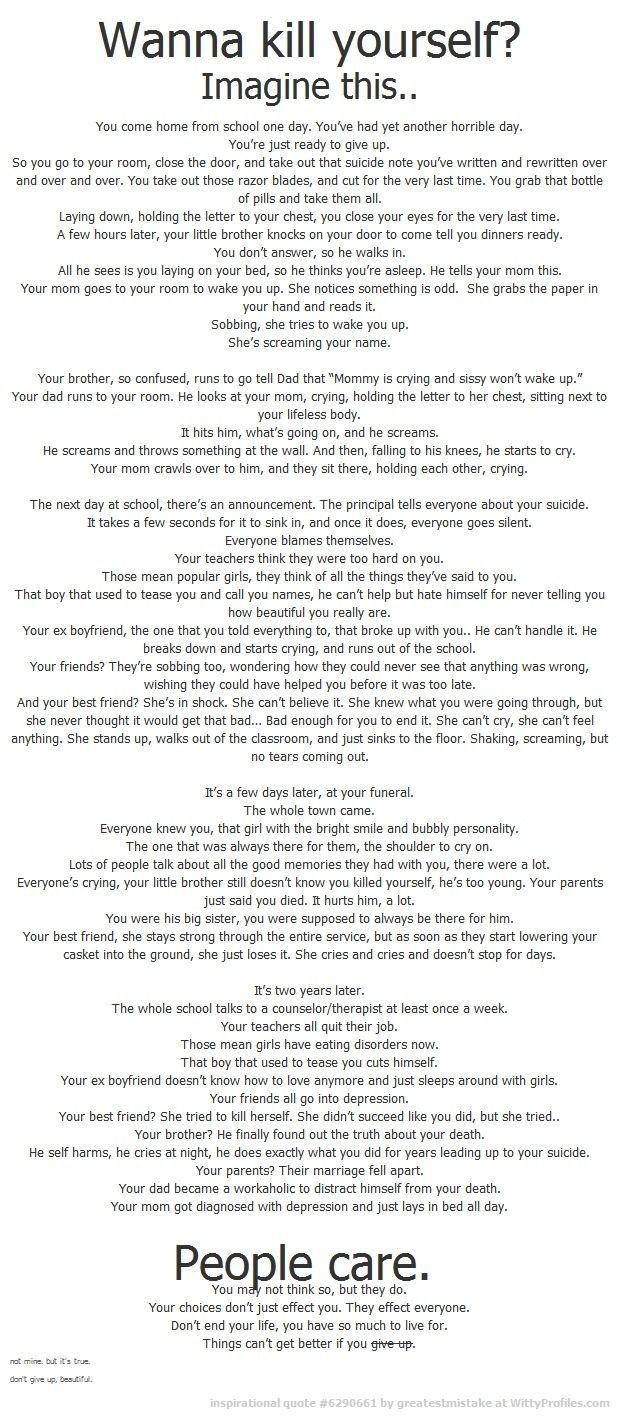 Wanna kill yourself?
Imagine this..
You come home from school one day. You've had yet another horrible day.
You're just ready to give up.
So you go to your room, close the door, and take out that suicide note you've written and rewritten over
and over and over. You take out those razor blades, and cut for the very last time. You grab that bottle
of pills and take them all.
Laying down, holding the letter to your chest, you close your eyes for the very last time.
A few hours later, your little brother knocks on your door to come tell you dinners ready.
You don't answer, so he walks in.
All he sees is you laying on your bed, so he thinks you're asleep. He tells your mom this.
Your mom goes to your room to wake you up. She notices something is odd.  She grabs the paper in
your hand and reads it.
Sobbing, she tries to wake you up.
She's screaming your name.
Your brother, so confused, runs to go tell Dad that “Mommy is crying and sissy won't wake up.”
Your dad runs to your room. He looks at your mom, crying, holding the letter to her chest, sitting next to
your lifeless body.
It hits him, what's going on, and he screams.
He screams and throws something at the wall. And then, falling to his knees, he starts to cry.
Your mom crawls over to him, and they sit there, holding each other, crying.
The next day at school, there's an announcement. The principal tells everyone about your suicide.
It takes a few seconds for it to sink in, and once it does, everyone goes silent.
Everyone blames themselves.
Your teachers think they were too hard on you.
Those mean popular girls, they think of all the things they've said to you.
That boy that used to tease you and call you names, he can't help but hate himself for never telling you
how beautiful you really are.
Your ex boyfriend, the one that you told everything to, that broke up with you.. He can't handle it. He
breaks down and starts crying, and runs out of the school.
Your friends? They're sobbing too, wondering how they could never see that anything was wrong,
wishing they could have helped you before it was too late.
And your best friend? She's in shock. She can't believe it. She knew what you were going through, but
she never thought it would get that bad... Bad enough for you to end it. She can't cry, she can't feel
anything. She stands up, walks out of the classroom, and just sinks to the floor. Shaking, screaming, but
no tears coming out.
It's a few days later, at your funeral.
The whole town came.
Everyone knew you, that girl with the bright smile and bubbly personality.
The one that was always there for them, the shoulder to cry on.
Lots of people talk about all the good memories they had with you, there were a lot.
Everyone's crying, your little brother still doesn't know you killed yourself, he's too young. Your parents
just said you died. It hurts him, a lot.
You were his big sister, you were supposed to always be there for him.
Your best friend, she stays strong through the entire service, but as soon as they start lowering your
casket into the ground, she just loses it. She cries and cries and doesn't stop for days.
It's two years later.
The whole school talks to a counselor/therapist at least once a week.
Your teachers all quit their job.
Those mean girls have eating disorders now.
That boy that used to tease you cuts himself.
Your ex boyfriend doesn't know how to love anymore and just sleeps around with girls.
Your friends all go into depression.
Your best friend? She tried to kill herself. She didn't succeed like you did, but she tried..
Your brother? He finally found out the truth about your death.
He self harms, he cries at night, he does exactly what you did for years leading up to your suicide.
Your parents? Their marriage fell apart.
Your dad became a workaholic to distract himself from your death.
Your mom got diagnosed with depression and just lays in bed all day.
People care.
You may not think so, but they do.
Your choices don't just effect you. They effect everyone.
Don't end your life, you have so much to live for.
Things can't get better if you give up.
not mine. but it's true.
don't give up, beautiful.
inspirational quote #6290661 by greatestmistake at WittyProfiles.com